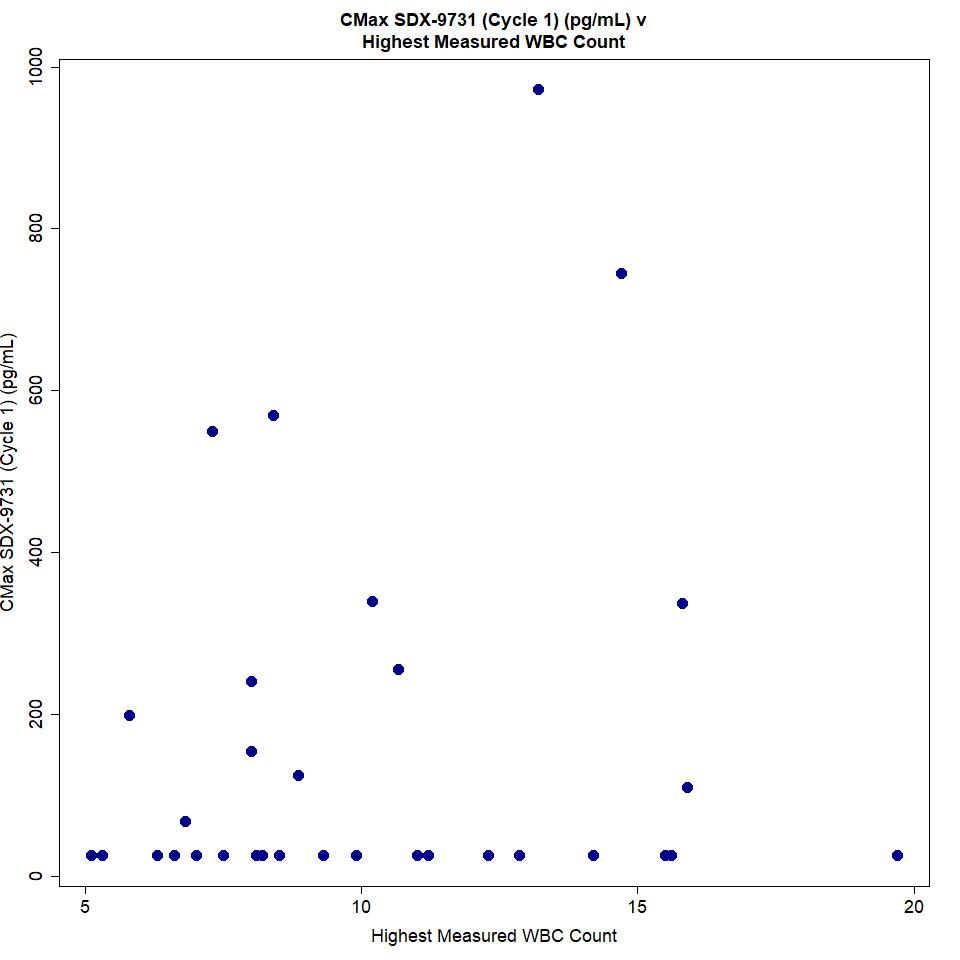 CMax SDX-9731 (Cycle 1) (pg/mL) v
Highest Measured WBC Count
CMax SDX-9731 (Cycle 1) (pg/mL)
1000
800
600
400
200
0
5 10 15 20
Highest Measured WBC Count